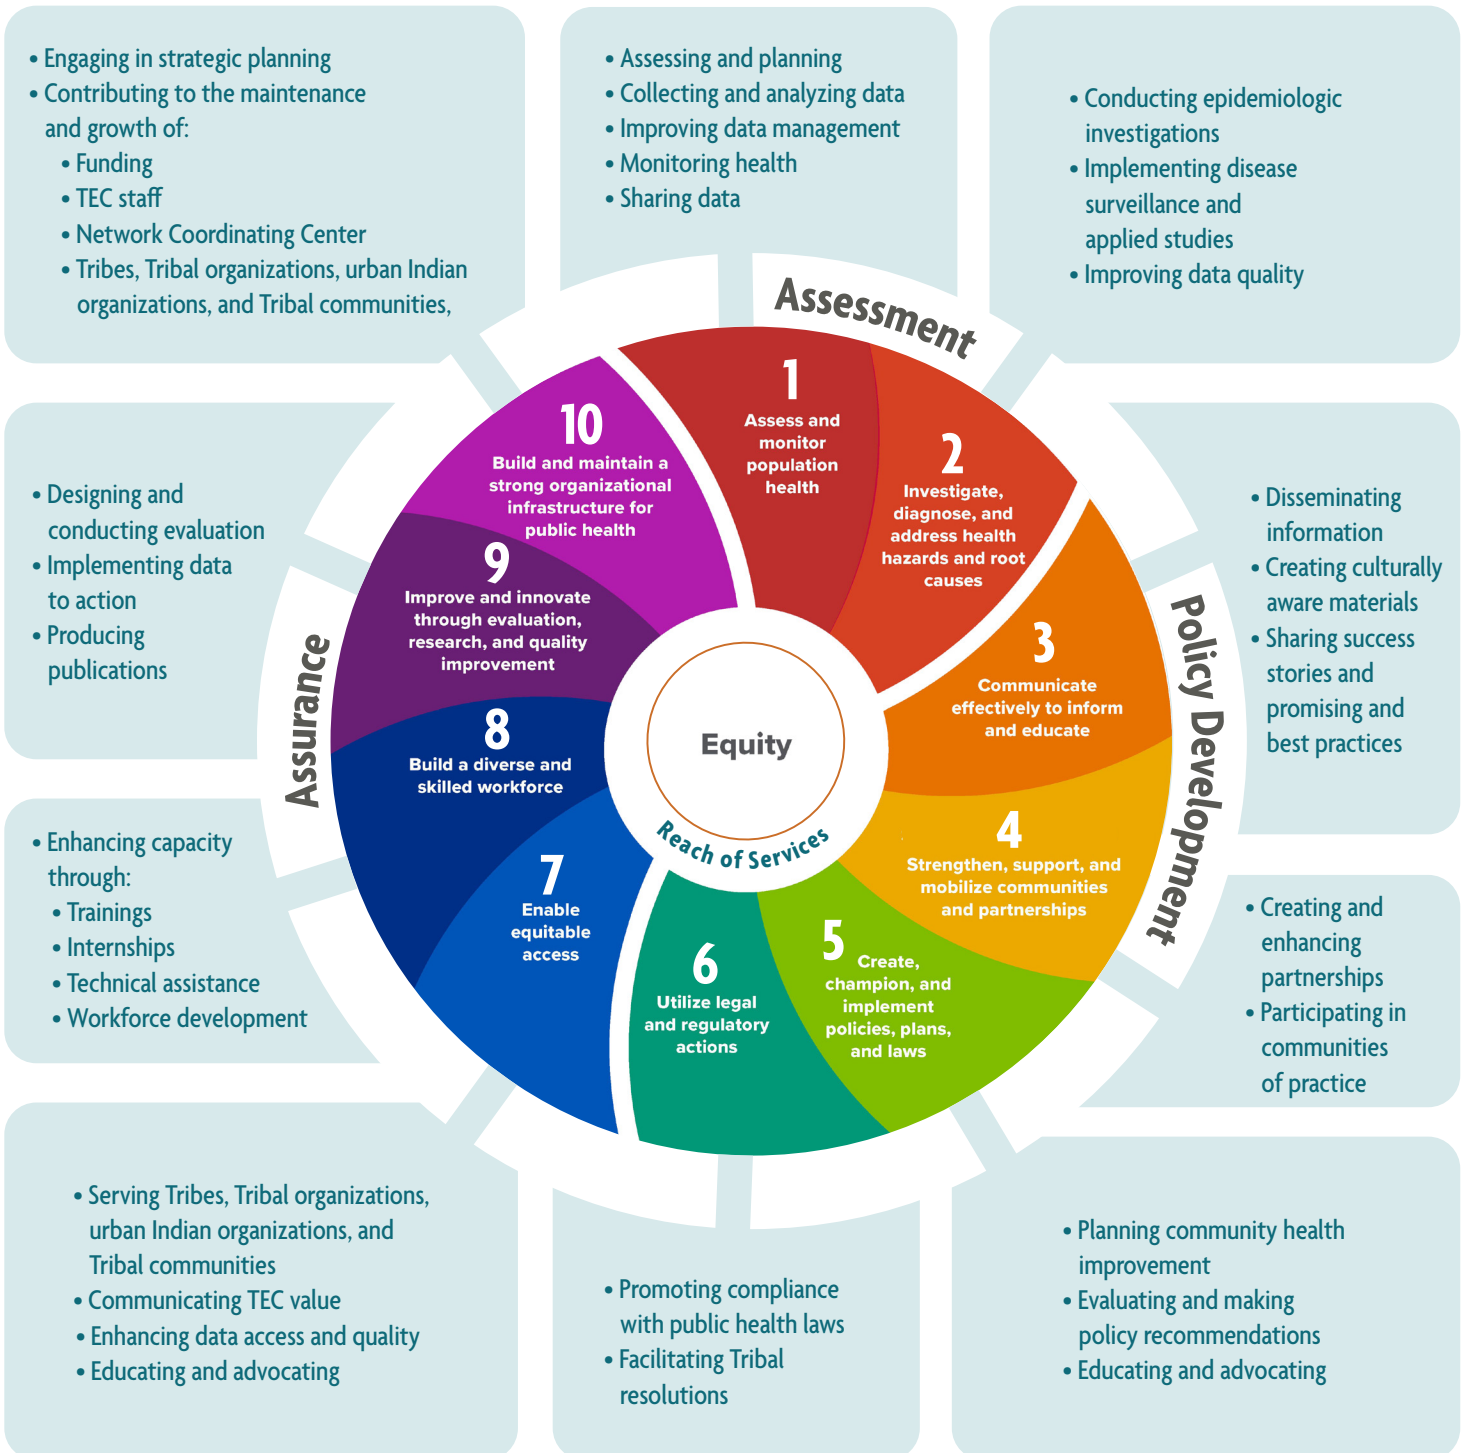 • Engaging in strategic planning
• Contributing to the maintenance
and growth of:
• Funding
• TEC staff
• Network Coordinating Center
• Tribes, Tribal organizations, urban Indian
organizations, and Tribal communities,
• Assessing and planning
• Collecting and analyzing data
• Improving data management
• Monitoring health
• Sharing data
• Conducting epidemiologic
investigations
• Implementing disease
surveillance and
applied studies
• Improving data quality
Assessment
1
Assess and
monitor
population
health
2
Investigate,
diagnose, and
address health
hazards and root
causes
Policy Development
3
Communicate
effectively to inform
and educate
4
Strengthen, support, and
mobilize communities
and partnerships
5
Create,
champion, and
implement
policies, plans,
and laws
6
Utilize legal
and regulatory
actions
Assurance
7
Enable
equitable
access
8
Build a diverse and
skilled workforce
9
Improve and innovate
through evaluation,
research, and quality
improvement
10
Build and maintain a
strong organizational
infrastructure for
public health
Equity
Reach of Services
• Disseminating
information
• Creating culturally
aware materials
• Sharing success
stories and
promising and
best practices
• Creating and
enhancing
partnerships
• Participating in
communities
of practice
• Planning community health
improvement
• Evaluating and making
policy recommendations
• Educating and advocating
• Promoting compliance
with public health laws
• Facilitating Tribal
resolutions
• Serving Tribes, Tribal organizations,
urban Indian organizations, and
Tribal communities
• Communicating TEC value
• Enhancing data access and quality
• Educating and advocating
• Enhancing capacity
through:
• Trainings
• Internships
• Technical assistance
• Workforce development
• Designing and
conducting evaluation
• Implementing data
to action
• Producing
publications